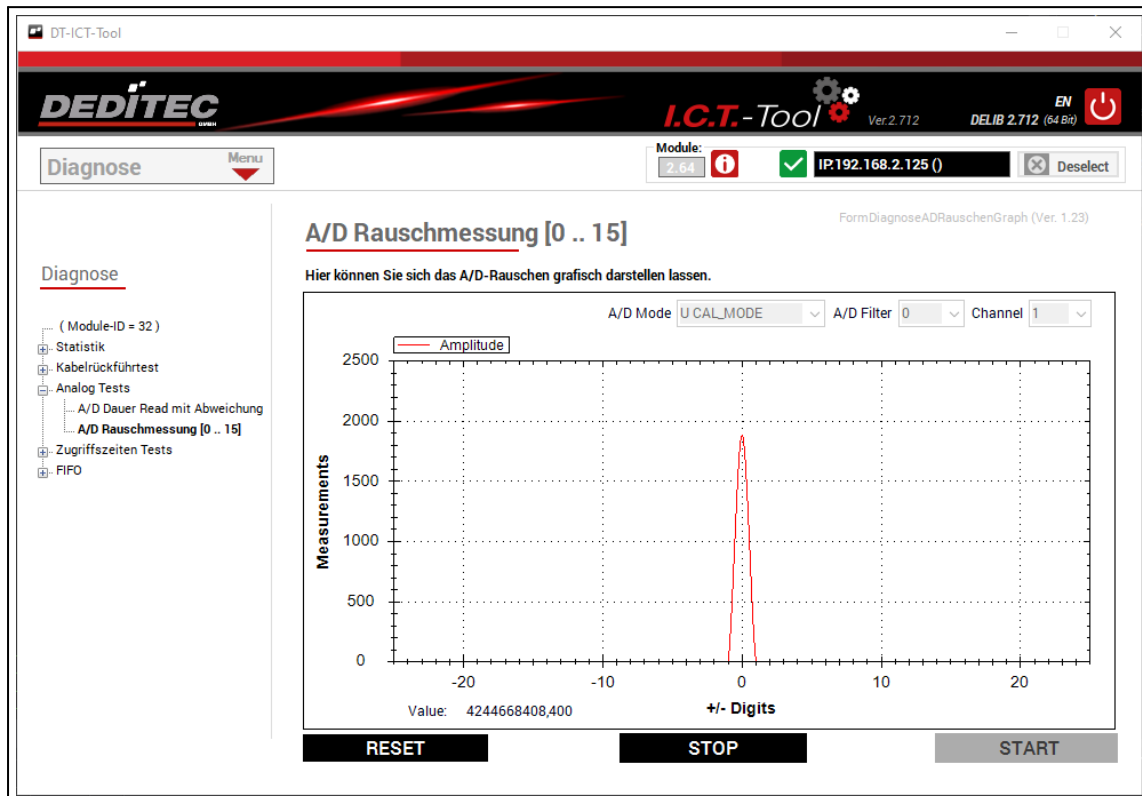 DT-ICT-Tool
DEDITEC
GMBH
I.C.T.-Tool
Ver.2.712
EN
DELIB 2.712 (64 Bit)
Diagnose
Menu
Module:
2.64
IP:192.168.2.125 ()
Deselect
FormDiagnoseADRauschenGraph (Ver. 1.23)
A/D Rauschmessung [0 .. 15]
Hier können Sie sich das A/D-Rauschen grafisch darstellen lassen.
Diagnose
( Module-ID = 32 )
Statistik
Kabelrückführtest
Analog Tests
A/D Dauer Read mit Abweichung
A/D Rauschmessung [0 .. 15]
Zugriffszeiten Tests
FIFO
A/D Mode U CAL_MODE A/D Filter 0 Channel 1
Amplitude
2500
2000
1500
1000
500
0
Measurements
-20 -10 0 10 20
+/- Digits
Value: 4244668408,400
RESET STOP START